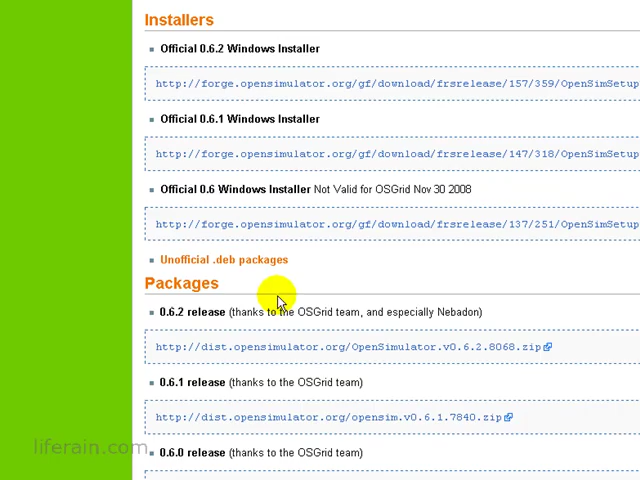 Installers
Official 0.6.2 Windows Installer
http://forge.opensimulator.org/gf/download/frsrelease/157/359/OpenSimSetup
Official 0.6.1 Windows Installer
http://forge.opensimulator.org/gf/download/frsrelease/147/318/OpenSimSetup
Official 0.6 Windows Installer Not Valid for OSGrid Nov 30 2008
http://forge.opensimulator.org/gf/download/frsrelease/137/251/OpenSimSetup
Unofficial .deb packages
Packages
0.6.2 release (thanks to the OSGrid team, and especially Nebadon)
http://dist.opensimulator.org/OpenSimulator.v0.6.2.8068.zip
0.6.1 release (thanks to the OSGrid team)
http://dist.opensimulator.org/opensim.v0.6.1.7840.zip
liferain.com
0.6.0 release (thanks to the OSGrid team)